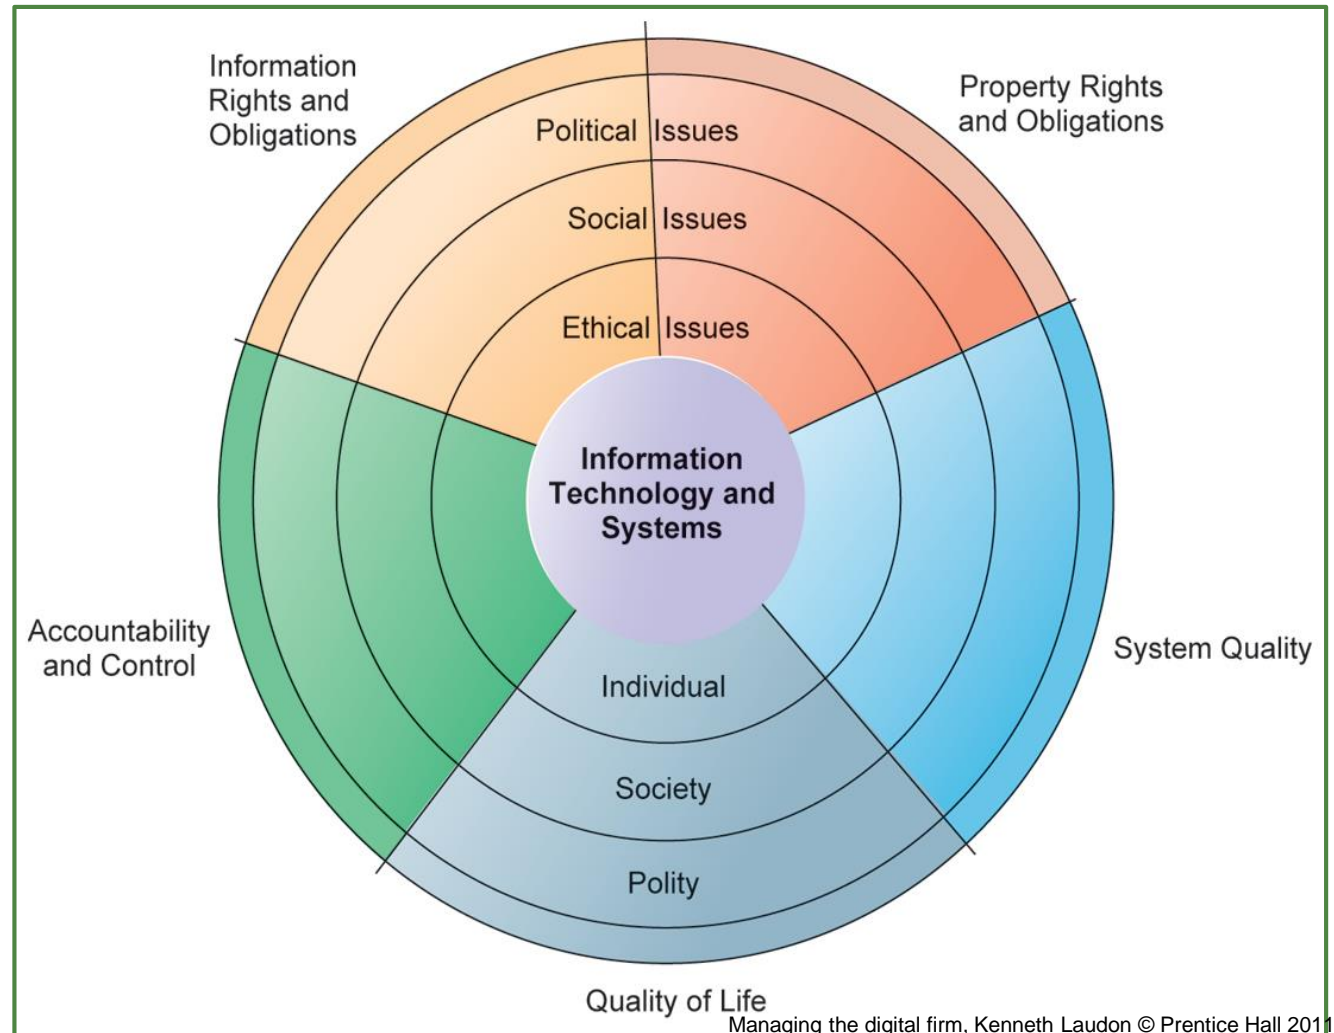 Information
Rights and
Obligations
Property Rights
and Obligations
Political Issues
Social Issues
Ethical Issues
Information
Technology and
Systems
Accountability
and Control
System Quality
Individual
Society
Polity
Quality of Life
Managing the digital firm, Kenneth Laudon © Prentice Hall 2011